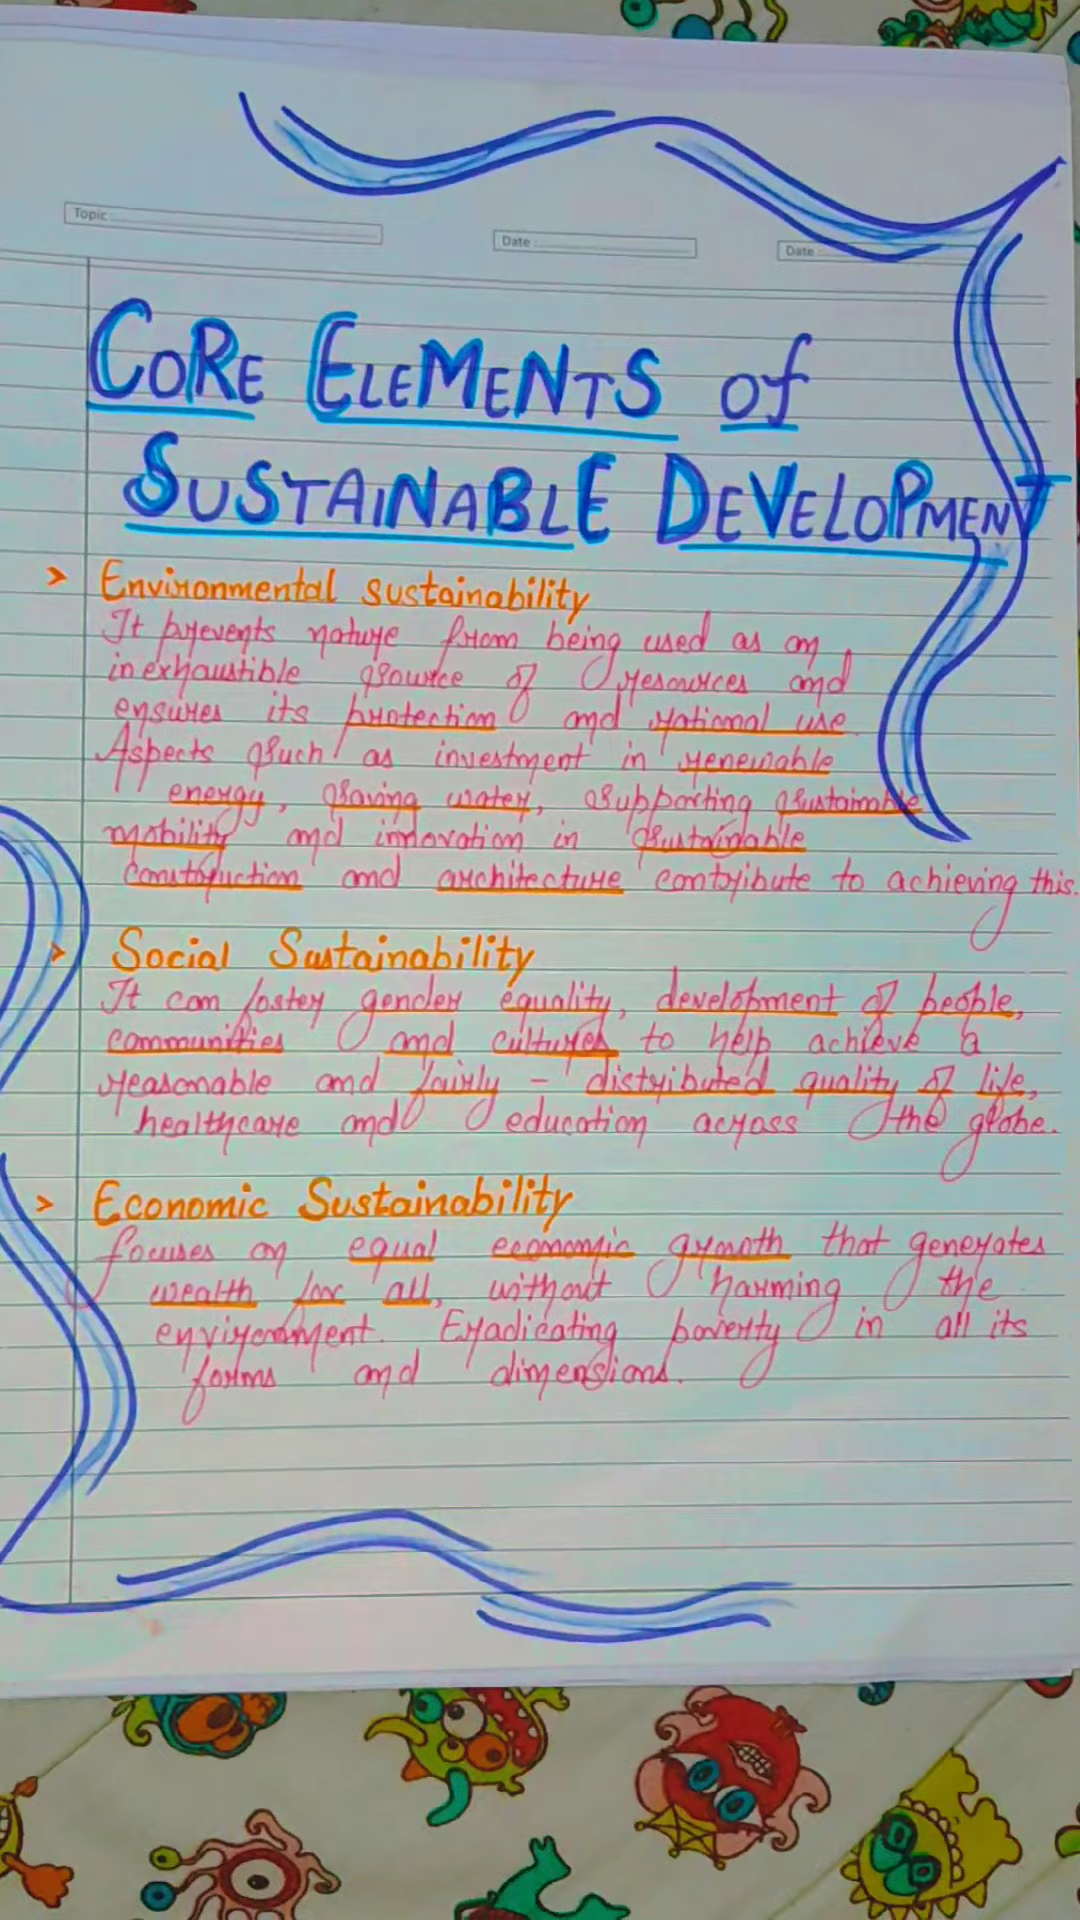 Topic
Date
Date
CORE ELEMENTS of
SUSTAINABLE DEVELOPMENT
> Environmental sustainability
It prevents nature from being used as an
inexhaustible source of resources and
ensures its protection and rational use.
Aspects such as investment in renewable
energy, saving water, supporting sustainable
mobility and innovation in sustainable
construction and architecture contribute to achieving this.
> Social Sustainability
It can foster gender equality, development of people,
communities and cultures to help achieve a
reasonable and fairly - distributed quality of life,
healthcare and education across the globe.
> Economic Sustainability
focuses on equal economic growth that generates
wealth for all, without harming the
environment. Eradicating poverty in all its
forms and dimensions.